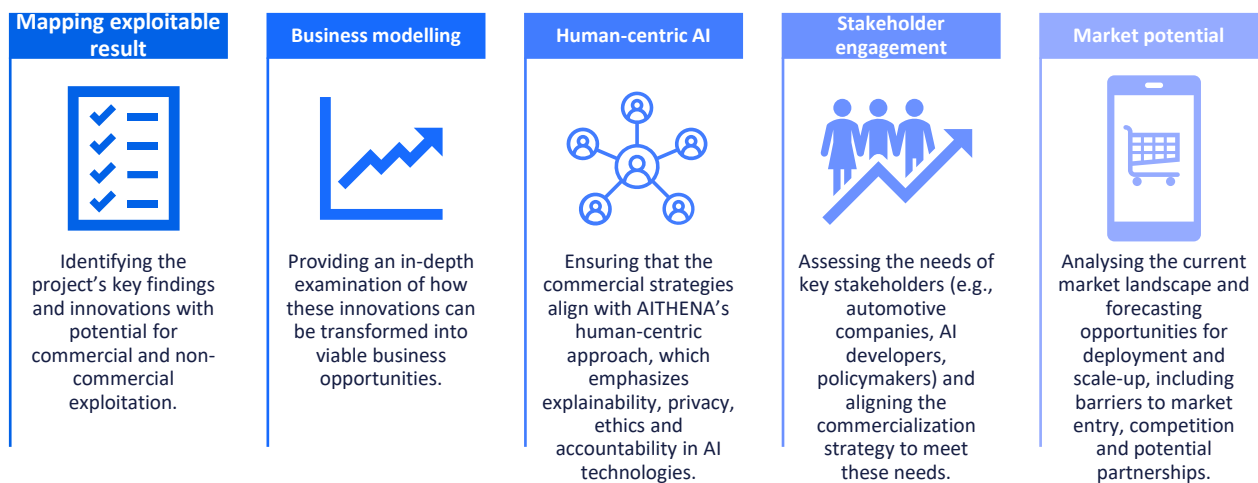 Mapping exploitable
result
Identifying the
project's key findings
and innovations with
potential for
commercial and non-
commercial
exploitation.
Business modelling
Providing an in-depth
examination of how
these innovations can
be transformed into
viable business
opportunities.
Human-centric AI
Ensuring that the
commercial strategies
align with AITHENA's
human-centric
approach, which
emphasizes
explainability, privacy,
ethics and
accountability in AI
technologies.
Stakeholder
engagement
Assessing the needs of
key stakeholders (e.g.,
automotive
companies, AI
developers,
policymakers) and
aligning the
commercialization
strategy to meet
these needs.
Market potential
Analysing the current
market landscape and
forecasting
opportunities for
deployment and
scale-up, including
barriers to market
entry, competition
and potential
partnerships.